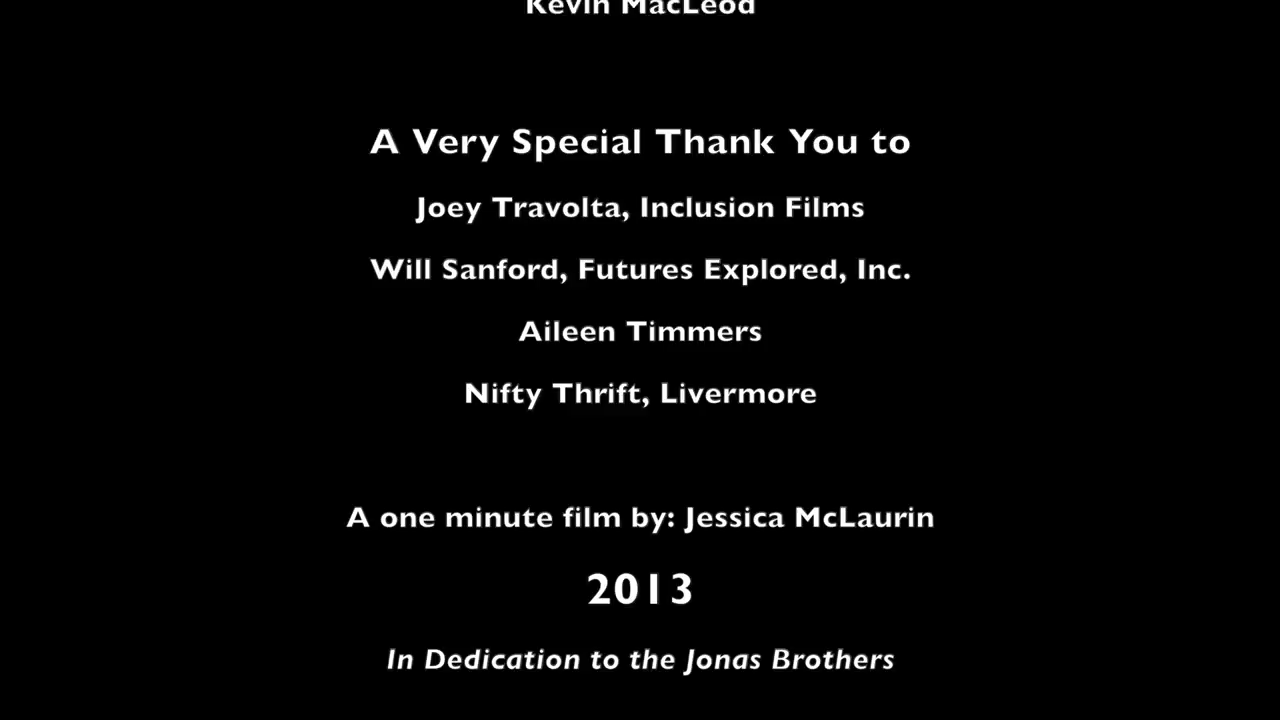 Kevin MacLeod
A Very Special Thank You to
Joey Travolta, Inclusion Films
Will Sanford, Futures Explored, Inc.
Aileen Timmers
Nifty Thrift, Livermore
A one minute film by: Jessica McLaurin
2013
In Dedication to the Jonas Brothers